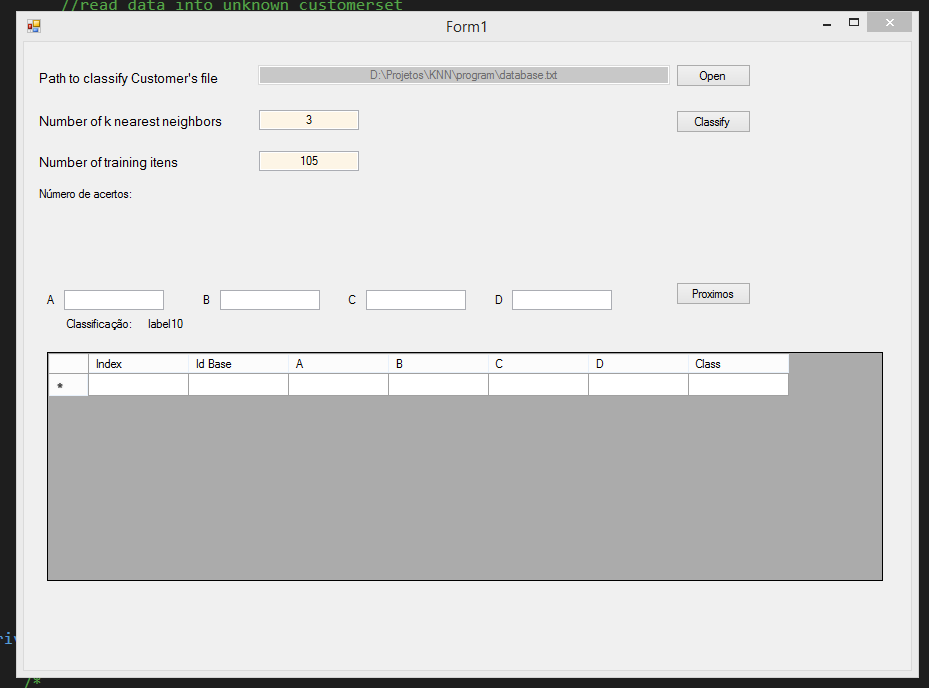 //read data into unknown customerset
Form1
Path to classify Customer's file
D:\Projetos\KNN\program\database.txt
Open
Number of k nearest neighbors
3
Classify
Number of training itens
105
Número de acertos:
A
B
C
D
Proximos
Classificação: label10
Index Id Base A B C D Class
*
/*